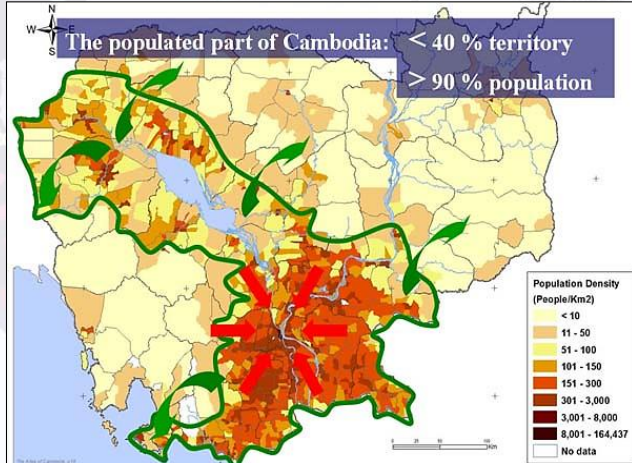 N
W E
S
The populated part of Cambodia: < 40 % territory
> 90 % population
Population Density
(People/Km2)
< 10
11 - 50
51 - 100
101 - 150
151 - 300
301 - 3,000
3,001 - 8,000
8,001 - 164,437
No data